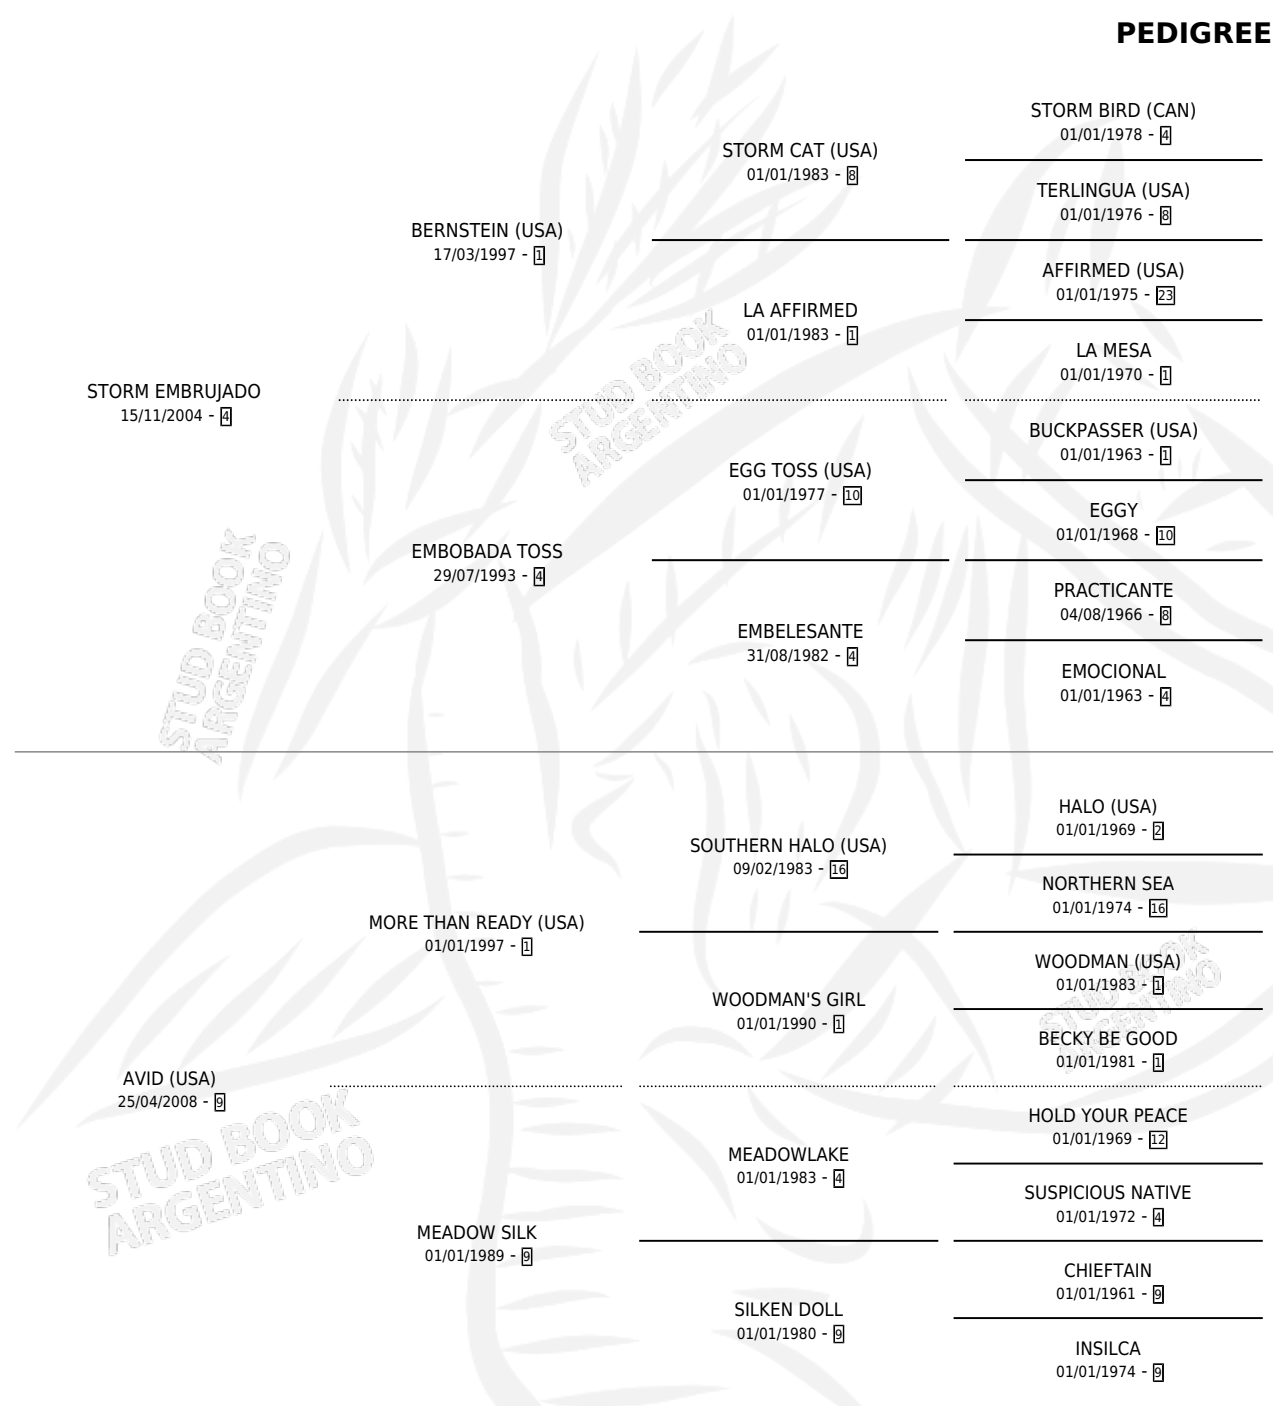 PEDIGREE
STORM BIRD (CAN)
01/01/1978 - 4
STORM CAT (USA)
01/01/1983 - 8
TERLINGUA (USA)
01/01/1976 - 8
BERNSTEIN (USA)
17/03/1997 - 1
AFFIRMED (USA)
01/01/1975 - 23
LA AFFIRMED
01/01/1983 - 1
LA MESA
01/01/1970 - 1
STORM EMBRUJADO
15/11/2004 - 4
STUD BOOK
ARGENTINO
BUCKPASSER (USA)
01/01/1963 - 1
EGG TOSS (USA)
01/01/1977 - 10
EGGY
01/01/1968 - 10
EMBOBADA TOSS
29/07/1993 - 4
PRACTICANTE
04/08/1966 - 8
EMBELESANTE
31/08/1982 - 4
EMOCIONAL
01/01/1963 - 4
STUD BOOK
ARGENTINO
HALO (USA)
01/01/1969 - 2
SOUTHERN HALO (USA)
09/02/1983 - 16
NORTHERN SEA
01/01/1974 - 16
MORE THAN READY (USA)
01/01/1997 - 1
WOODMAN (USA)
01/01/1983 - 1
WOODMAN'S GIRL
01/01/1990 - 1
BECKY BE GOOD
01/01/1981 - 1
STUD BOOK
ARGENTINO
AVID (USA)
25/04/2008 - 9
STUD BOOK
ARGENTINO
HOLD YOUR PEACE
01/01/1969 - 12
MEADOWLAKE
01/01/1983 - 4
SUSPICIOUS NATIVE
01/01/1972 - 4
MEADOW SILK
01/01/1989 - 9
CHIEFTAIN
01/01/1961 - 9
SILKEN DOLL
01/01/1980 - 9
INSILCA
01/01/1974 - 9